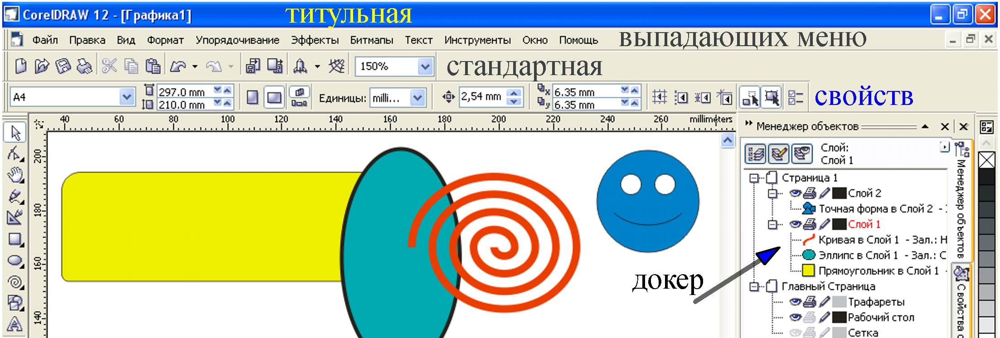 CorelDRAW 12 - [Графика1] титульная
Файл Правка Вид Формат Упорядочивание Эффекты Битмапы Текст Инструменты Окно Помощь выпадающих меню
150% стандартная
A4 297.0 mm 210.0 mm Единицы: milli... 2,54 mm x 6.35 mm y 6.35 mm свойств
40 60 80 100 120 140 160 180 200 220 240 260 millimeters
200
180
160
140
Менеджер объектов
Слой:
Слой 1
Страница 1
Слой 2
Точная форма в Слой 2 -
Слой 1
Кривая в Слой 1 - Зал.: Н
Эллипс в Слой 1 - Зал.: С
Прямоугольник в Слой 1 -
Главный Страница
Трафареты
Рабочий стол
Сетка
докер
Менеджер объектов
Свойства